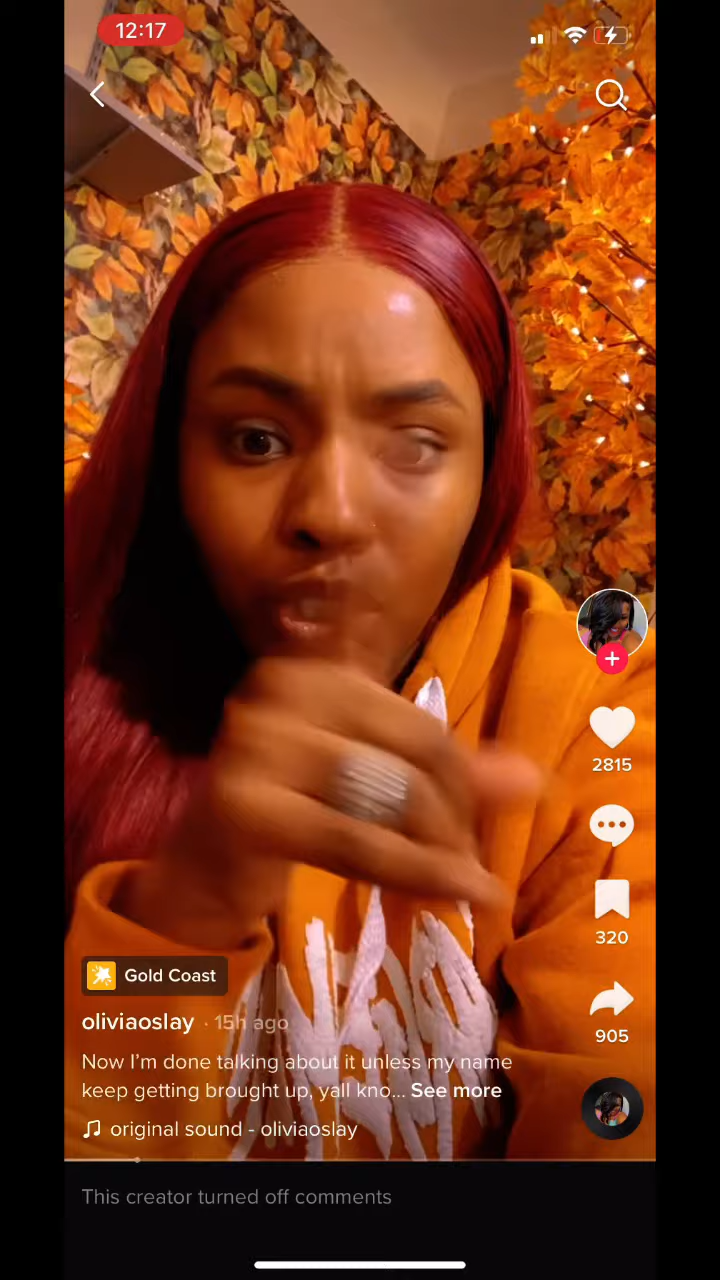 12:17
2815
320
905
Gold Coast
oliviaoslay · 15h ago
Now I'm done talking about it unless my name
keep getting brought up, yall kno... See more
original sound - oliviaoslay
This creator turned off comments